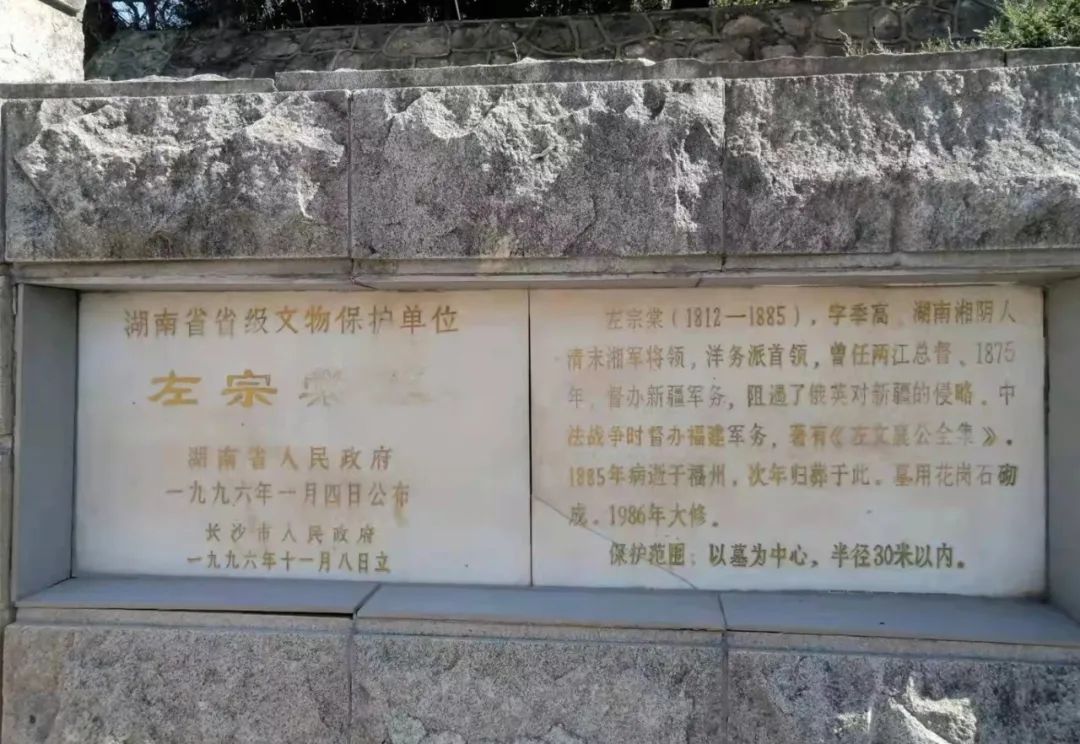 湖南省省级文物保护单位
左宗棠
湖南省人民政府
一九九六年一月四日公布
长沙市人民政府
一九九六年十一月八日立
左宗棠(1812—1885),字季高、湖南湘阴人
清末湘军将领,洋务派首领,曾任两江总督、1875
年,督办新疆军务,阻遏了俄英对新疆的侵略。中
法战争时督办福建军务,著有《左文襄公全集》。
1885年病逝于福州,次年归葬于此。墓用花岗石砌
成。1986年大修。
保护范围:以墓为中心,半径30米以内。